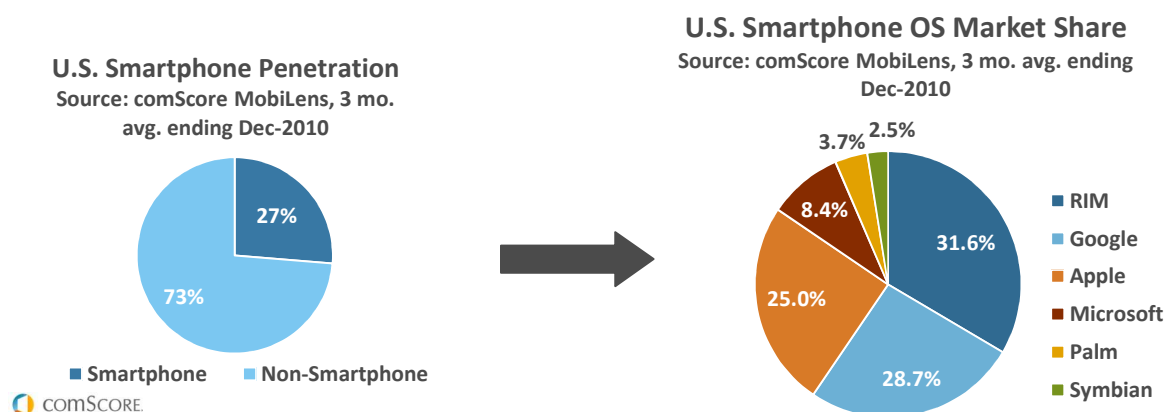 U.S. Smartphone Penetration
Source: comScore MobiLens, 3 mo.
avg. ending Dec-2010
27%
73%
Smartphone
Non-Smartphone
comSCORE.
U.S. Smartphone OS Market Share
Source: comScore MobiLens, 3 mo. avg. ending
Dec-2010
2.5%
3.7%
8.4%
31.6%
25.0%
28.7%
RIM
Google
Apple
Microsoft
Palm
Symbian